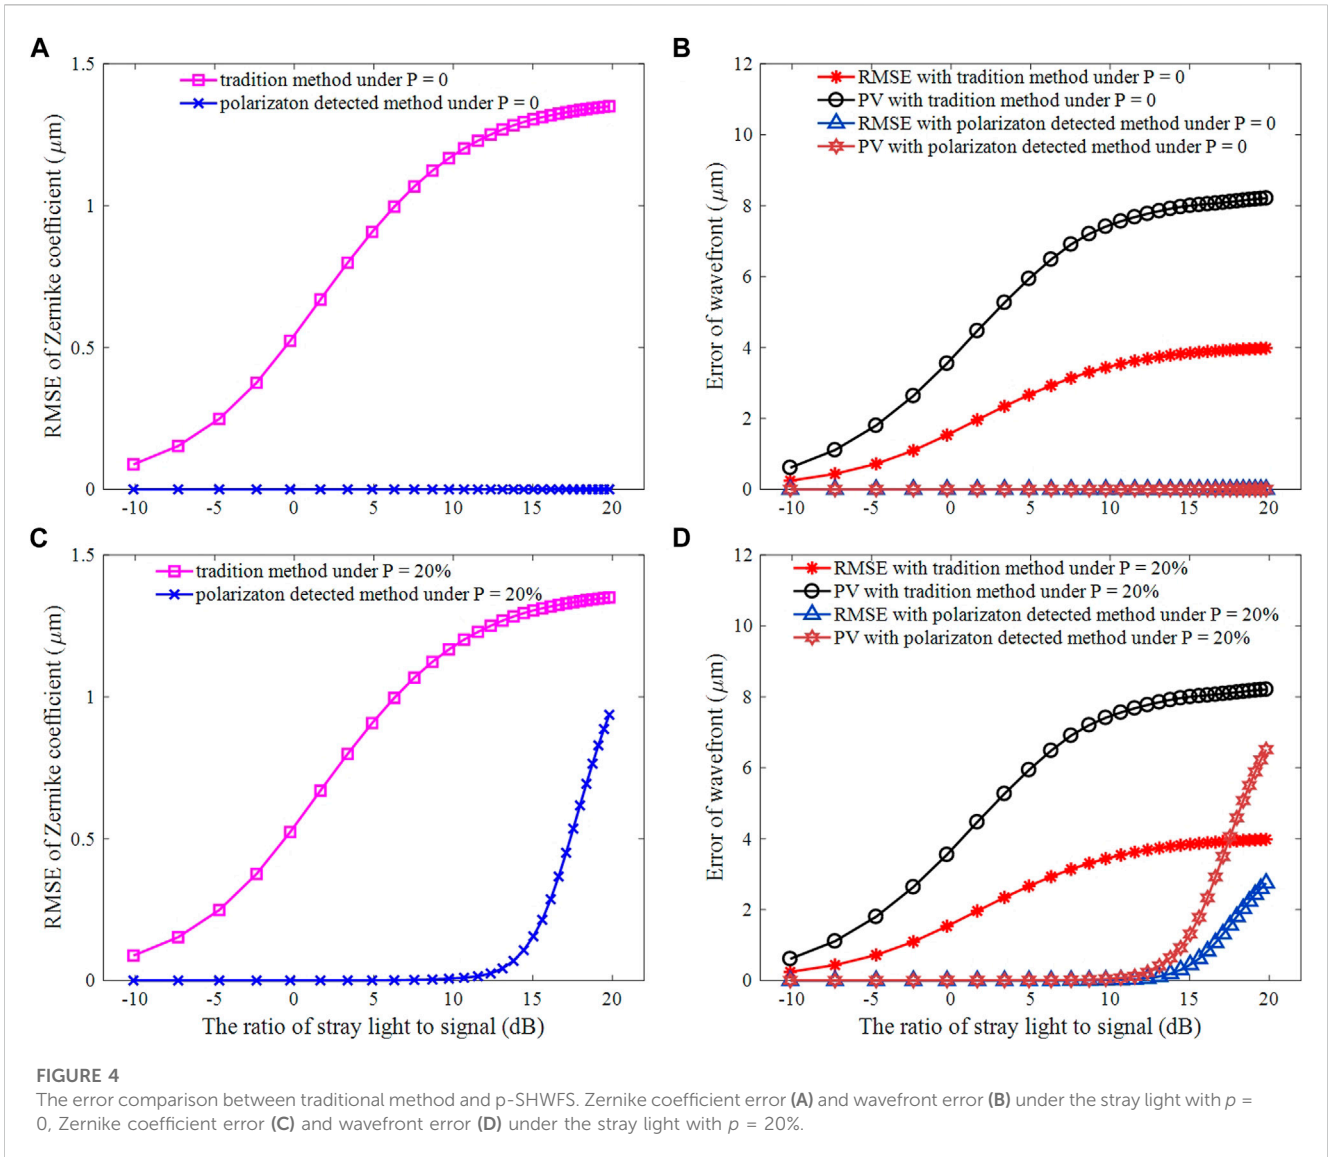 A
1.5
1
0.5
0
RMSE of Zernike coefficient (μm)
tradition method under P = 0
polarizaton detected method under P = 0
-10 -5 0 5 10 15 20
B
12
10
8
6
4
2
0
Error of wavefront (μm)
RMSE with tradition method under P = 0
PV with tradition method under P = 0
RMSE with polarizaton detected method under P = 0
PV with polarizaton detected method under P = 0
-10 -5 0 5 10 15 20
C
1.5
1
0.5
0
RMSE of Zernike coefficient (μm)
tradition method under P = 20%
polarizaton detected method under P = 20%
-10 -5 0 5 10 15 20
The ratio of stray light to signal (dB)
D
12
10
8
6
4
2
0
Error of wavefront (μm)
RMSE with tradition method under P = 20%
PV with tradition method under P = 20%
RMSE with polarizaton detected method under P = 20%
PV with polarizaton detected method under P = 20%
-10 -5 0 5 10 15 20
The ratio of stray light to signal (dB)
FIGURE 4
The error comparison between traditional method and p-SHWFS. Zernike coefficient error (A) and wavefront error (B) under the stray light with p =
0, Zernike coefficient error (C) and wavefront error (D) under the stray light with p = 20%.